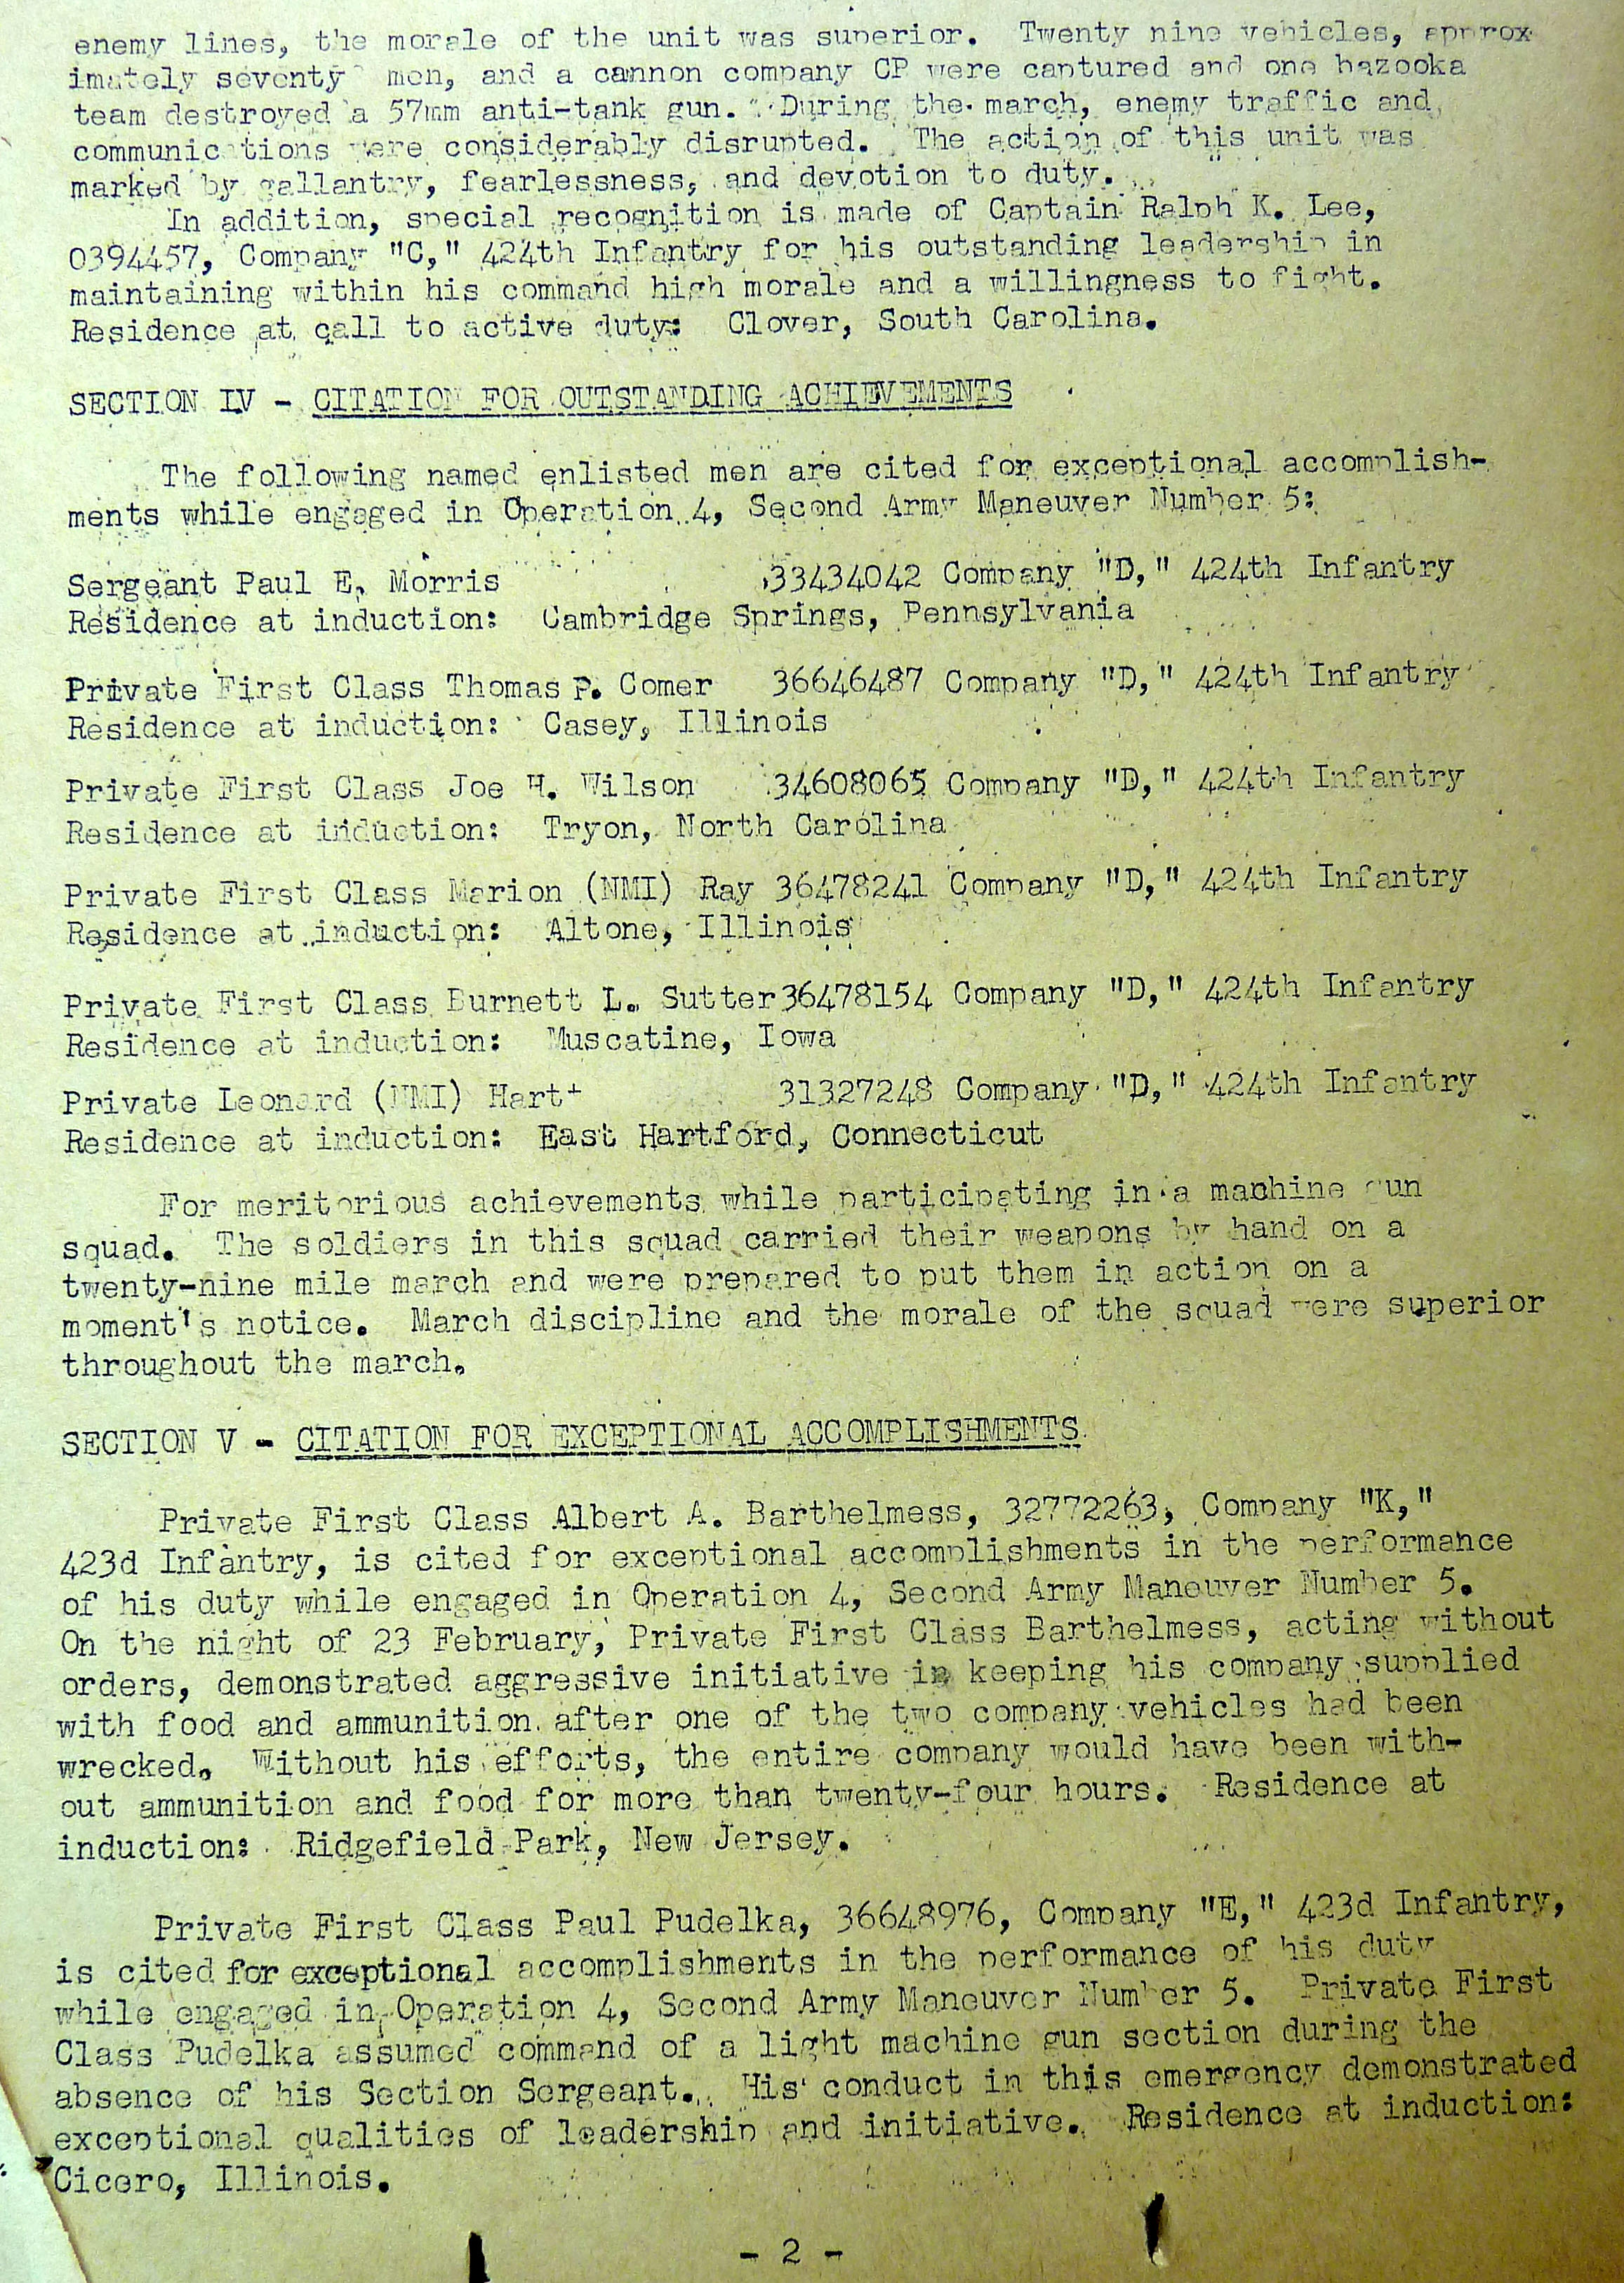 enemy lines, the morale of the unit was superior. Twenty nine vehicles, approx
imately seventy men, and a cannon company CP were captured and one bazooka
team destroyed a 57mm anti-tank gun. During the march, enemy traffic and
communications were considerably disrupted. The action of this unit was
marked by gallantry, fearlessness, and devotion to duty.
In addition, special recognition is made of Captain Ralph K. Lee,
0394457, Company "C," 424th Infantry for his outstanding leadership in
maintaining within his command high morale and a willingness to fight.
Residence at call to active duty: Clover, South Carolina.
SECTION IV - CITATION FOR OUTSTANDING ACHIEVEMENTS
The following named enlisted men are cited for exceptional accomplish-
ments while engaged in Operation 4, Second Army Maneuver Number 5:
Sergeant Paul E. Morris 33434042 Company "D," 424th Infantry
Residence at induction: Cambridge Springs, Pennsylvania
Private First Class Thomas P. Comer 36646487 Company "D," 424th Infantry
Residence at induction: Casey, Illinois
Private First Class Joe H. Wilson 34608065 Company "D," 424th Infantry
Residence at induction: Tryon, North Carolina
Private First Class Marion (NMI) Ray 36478241 Company "D," 424th Infantry
Residence at induction: Altone, Illinois
Private First Class Burnett L. Sutter 36478154 Company "D," 424th Infantry
Residence at induction: Muscatine, Iowa
Private Leonard (NMI) Hart+ 31327248 Company "D," 424th Infantry
Residence at induction: East Hartford, Connecticut
For meritorious achievements while participating in a machine gun
squad. The soldiers in this squad carried their weapons by hand on a
twenty-nine mile march and were prepared to put them in action on a
moment's notice. March discipline and the morale of the squad were superior
throughout the march.
SECTION V - CITATION FOR EXCEPTIONAL ACCOMPLISHMENTS
Private First Class Albert A. Barthelmess, 32772263, Company "K,"
423d Infantry, is cited for exceptional accomplishments in the performance
of his duty while engaged in Operation 4, Second Army Maneuver Number 5.
On the night of 23 February, Private First Class Barthelmess, acting without
orders, demonstrated aggressive initiative in keeping his company supplied
with food and ammunition after one of the two company vehicles had been
wrecked. Without his efforts, the entire company would have been with-
out ammunition and food for more than twenty-four hours. Residence at
induction: Ridgefield Park, New Jersey.
Private First Class Paul Pudelka, 36648976, Company "E," 423d Infantry,
is cited for exceptional accomplishments in the performance of his duty
while engaged in Operation 4, Second Army Maneuver Number 5. Private First
Class Pudelka assumed command of a light machine gun section during the
absence of his Section Sergeant. His conduct in this emergency demonstrated
exceptional qualities of leadership and initiative. Residence at induction:
Cicero, Illinois.
- 2 -